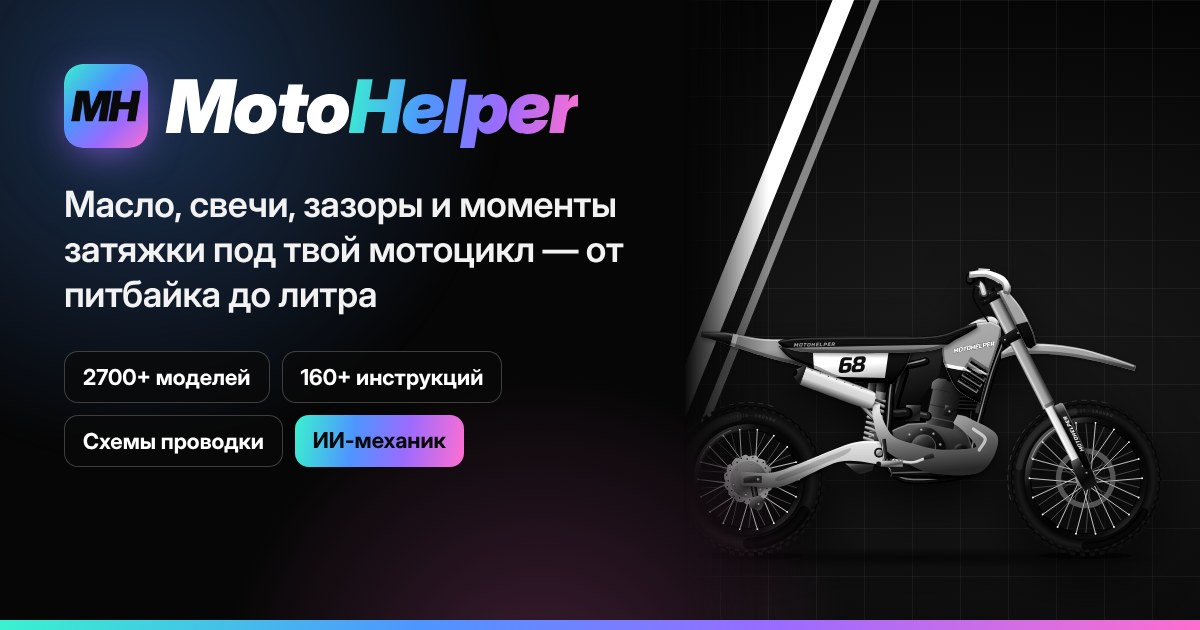 MH MotoHelper
Масло, свечи, зазоры и моменты
затяжки под твой мотоцикл — от
питбайка до литра
2700+ моделей
160+ инструкций
Схемы проводки
ИИ-механик
MOTOHELPER
68
MOTOHELPER
MOTOHELPER